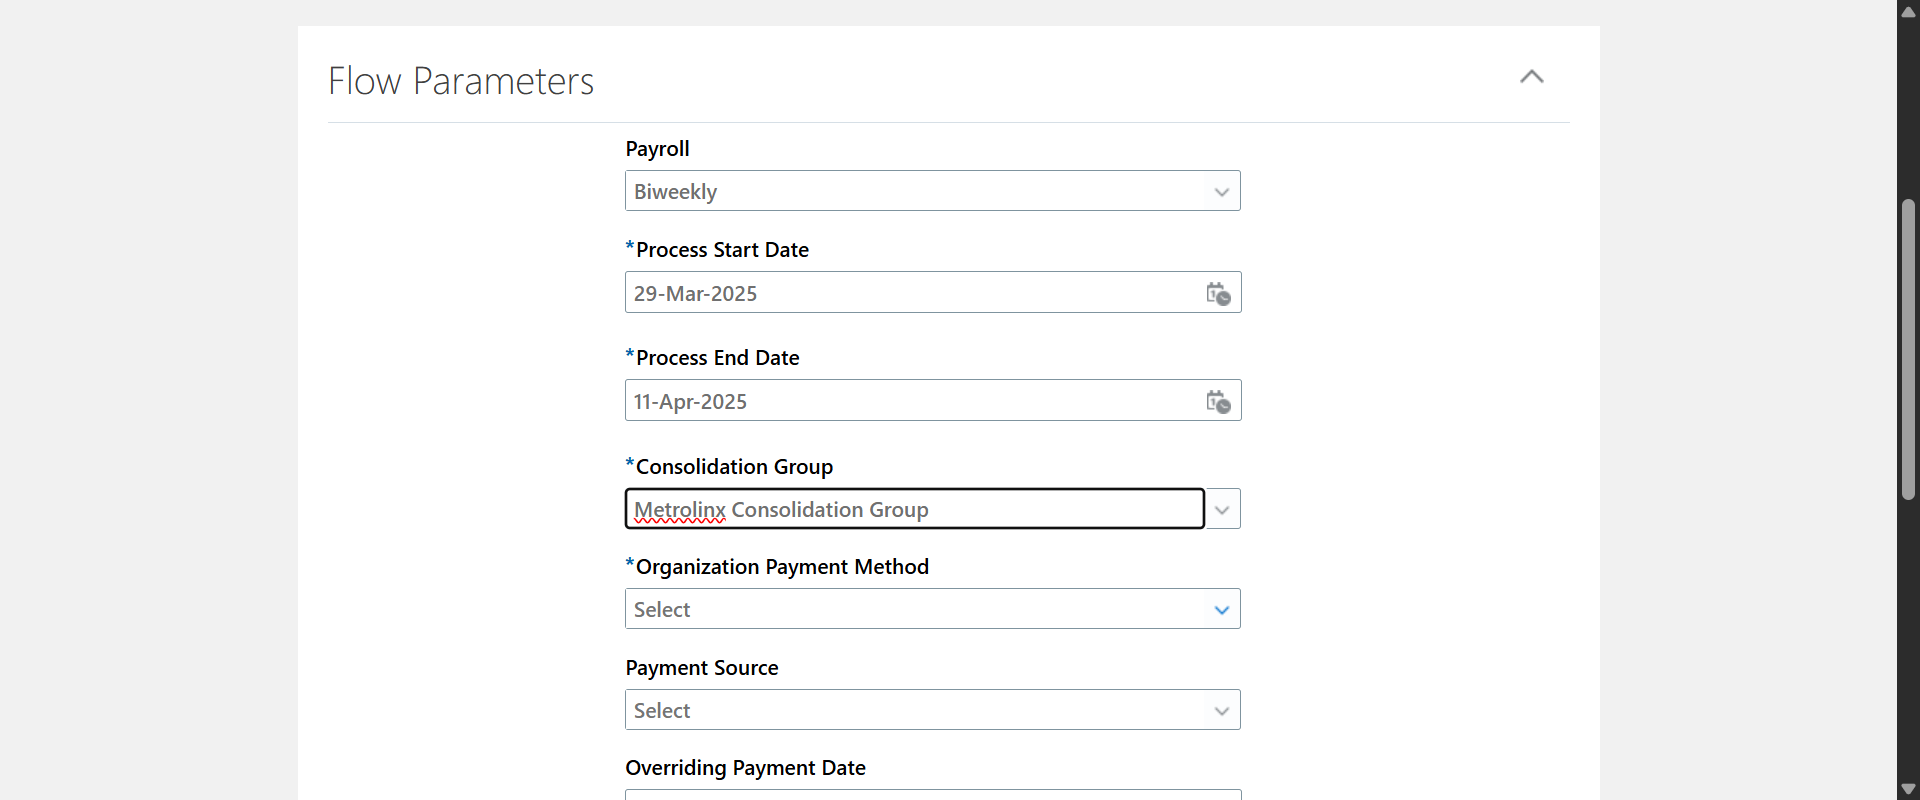 Flow Parameters
Payroll
Biweekly
*Process Start Date
29-Mar-2025
*Process End Date
11-Apr-2025
*Consolidation Group
Metrolinx Consolidation Group
*Organization Payment Method
Select
Payment Source
Select
Overriding Payment Date